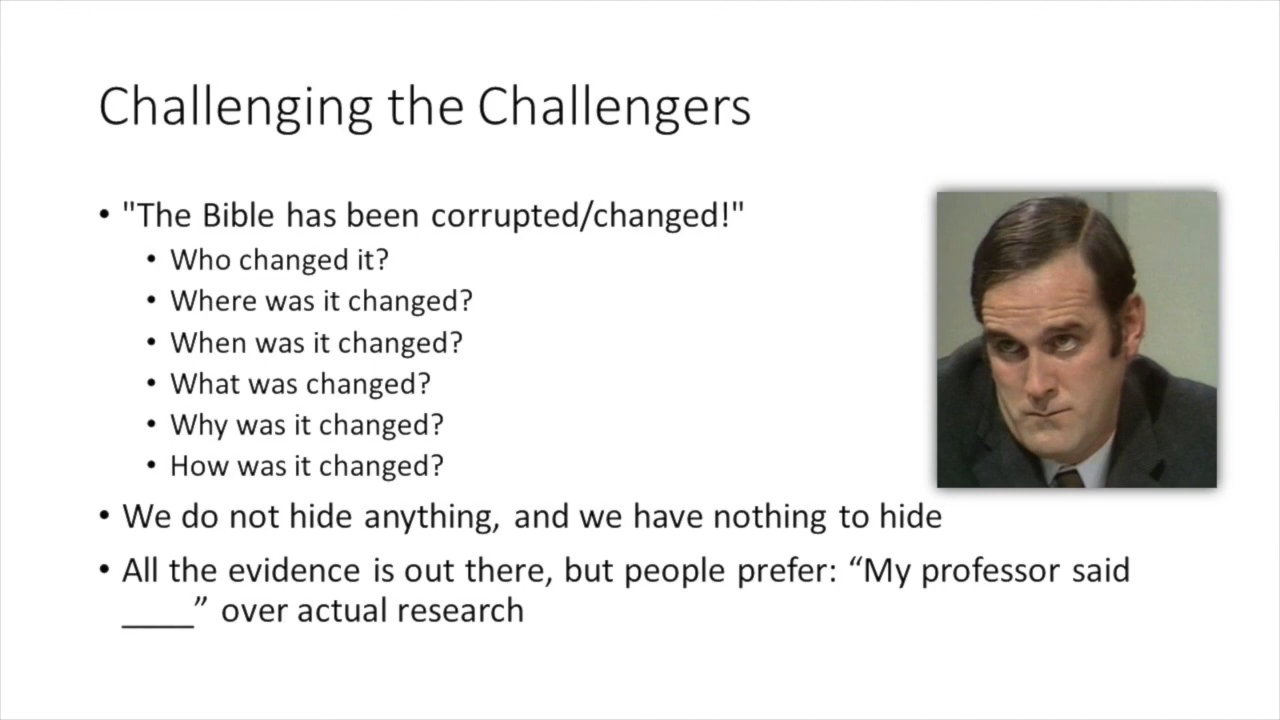 Challenging the Challengers
• "The Bible has been corrupted/changed!"
• Who changed it?
• Where was it changed?
• When was it changed?
• What was changed?
• Why was it changed?
• How was it changed?
• We do not hide anything, and we have nothing to hide
• All the evidence is out there, but people prefer: “My professor said
____” over actual research